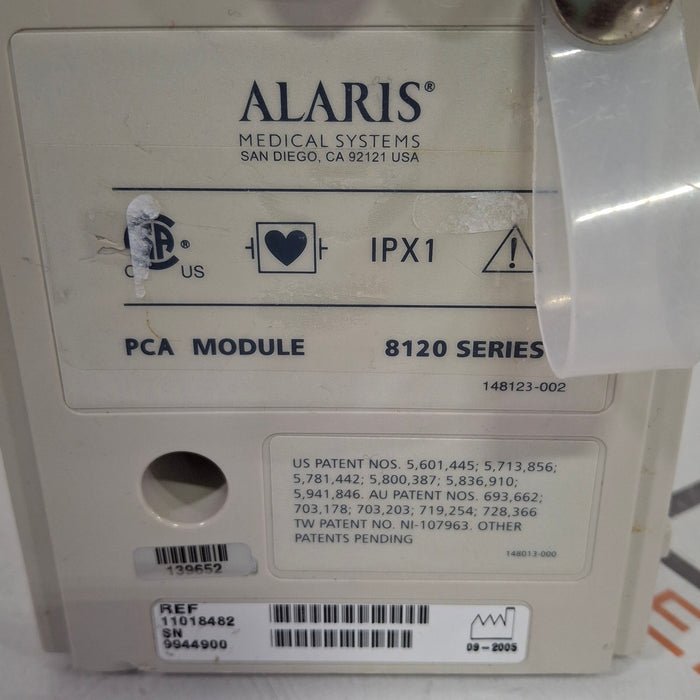 ALARIS®
MEDICAL SYSTEMS
SAN DIEGO, CA 92121 USA
® US
IPX1
PCA MODULE 8120 SERIES
148123-002
US PATENT NOS. 5,601,445; 5,713,856;
5,781,442; 5,800,387; 5,836,910;
5,941,846. AU PATENT NOS. 693,662;
703,178; 703,203; 719,254; 728,366
TW PATENT NO. NI-107963. OTHER
PATENTS PENDING
148013-000
139652
REF
11018482
SN
9944900
09-2005